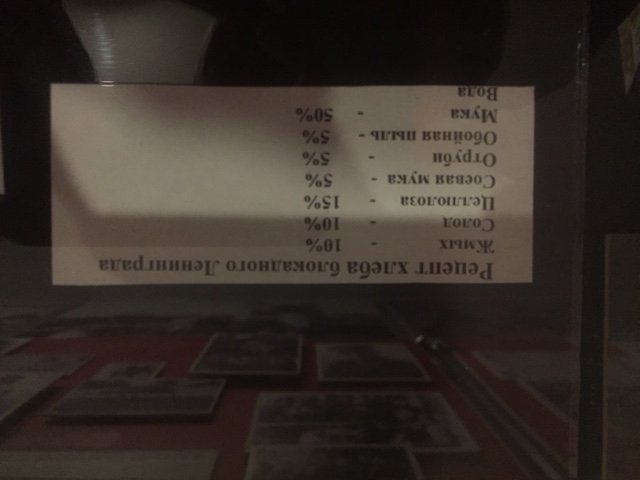 Рецепт хлеба блокадного Ленинграда
Жмых - 10%
Солод - 10%
Целлюлоза - 15%
Соевая мука - 5%
Отруби - 5%
Обойная пыль - 5%
Мука - 50%
Вода